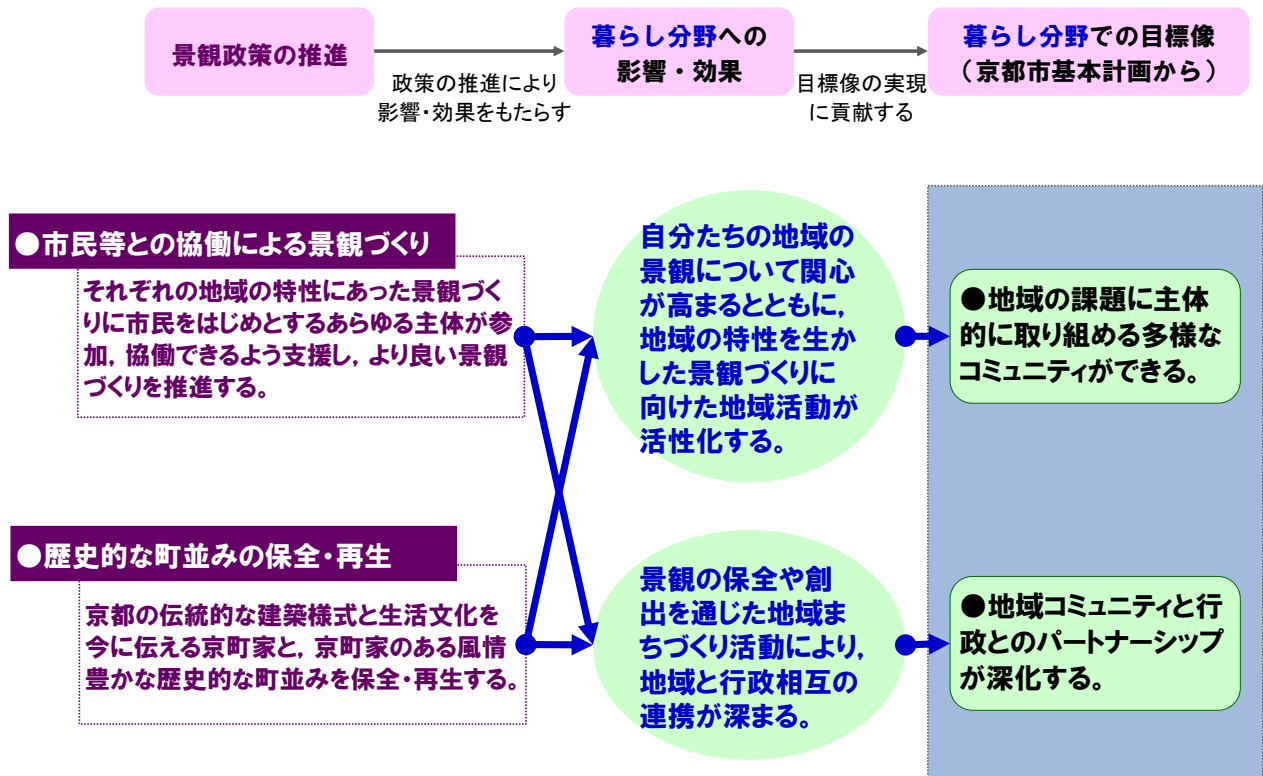 景観政策の推進
政策の推進により
影響・効果をもたらす
暮らし分野への
影響・効果
目標像の実現
に貢献する
暮らし分野での目標像
（京都市基本計画から）
●市民等との協働による景観づくり
それぞれの地域の特性にあった景観づく
りに市民をはじめとするあらゆる主体が参
加，協働できるよう支援し，より良い景観
づくりを推進する。
自分たちの地域の
景観について関心
が高まるとともに，
地域の特性を生か
した景観づくりに
向けた地域活動が
活性化する。
●地域の課題に主体
的に取り組める多様な
コミュニティができる。
●歴史的な町並みの保全・再生
京都の伝統的な建築様式と生活文化を
今に伝える京町家と，京町家のある風情
豊かな歴史的な町並みを保全・再生する。
景観の保全や創
出を通じた地域ま
ちづくり活動により，
地域と行政相互の
連携が深まる。
●地域コミュニティと行
政とのパートナーシップ
が深化する。